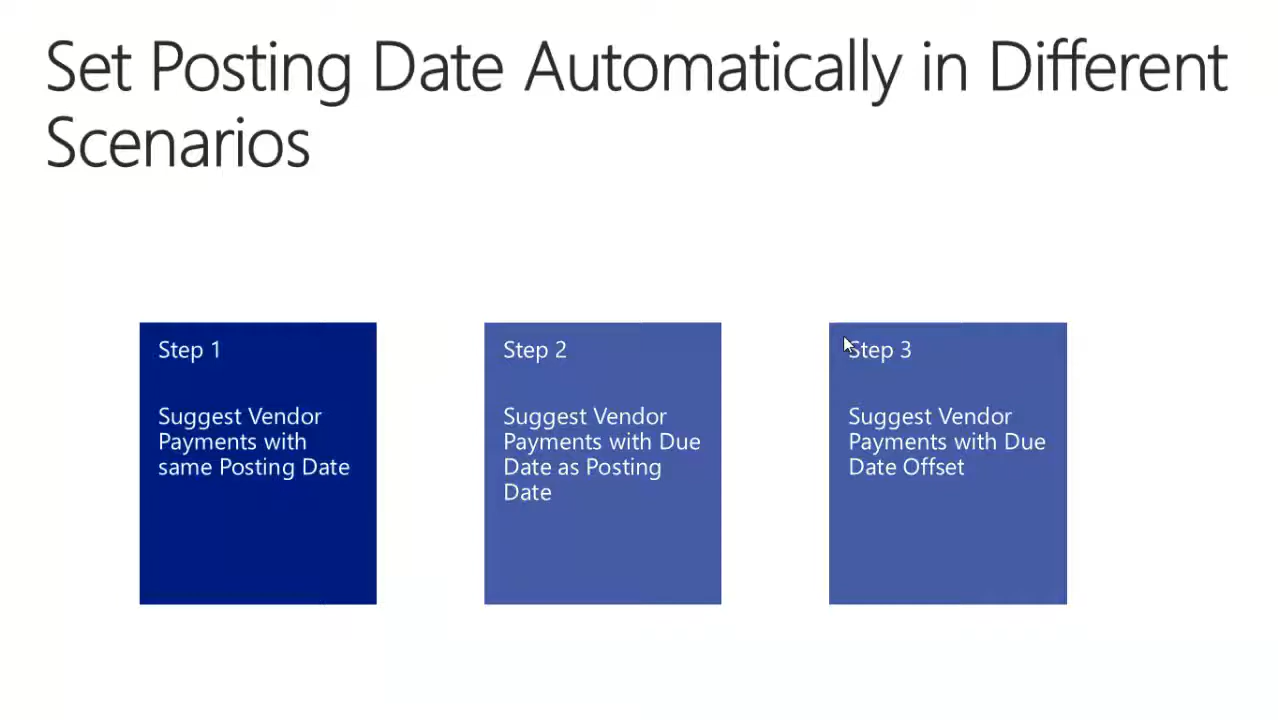 Set Posting Date Automatically in Different
Scenarios
Step 1
Suggest Vendor
Payments with
same Posting Date
Step 2
Suggest Vendor
Payments with Due
Date as Posting
Date
Step 3
Suggest Vendor
Payments with Due
Date Offset